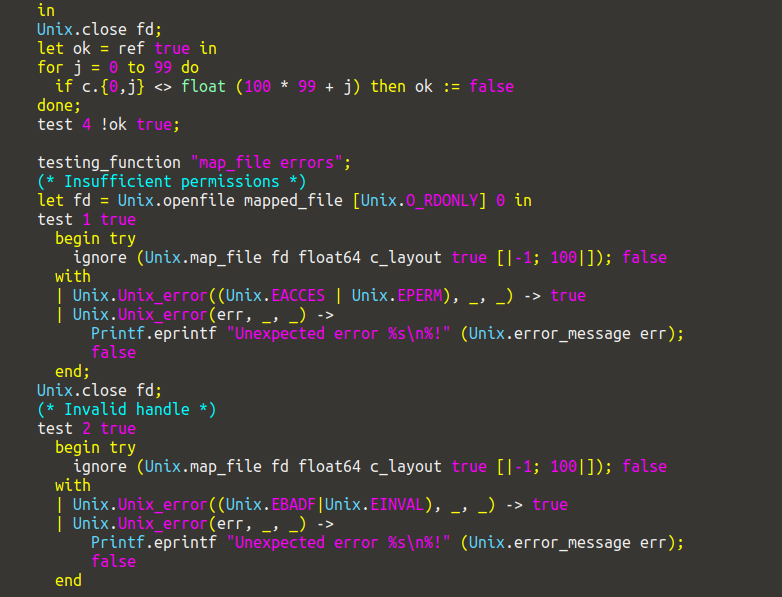 in
Unix.close fd;
let ok = ref true in
for j = 0 to 99 do
  if c.{0,j} <> float (100 * 99 + j) then ok := false
done;
test 4 !ok true;

testing_function "map_file errors";
(* Insufficient permissions *)
let fd = Unix.openfile mapped_file [Unix.O_RDONLY] 0 in
test 1 true
  begin try
    ignore (Unix.map_file fd float64 c_layout true [|-1; 100|]); false
  with
  | Unix.Unix_error((Unix.EACCES | Unix.EPERM), _, _) -> true
  | Unix.Unix_error(err, _, _) ->
      Printf.eprintf "Unexpected error %s\n%!" (Unix.error_message err);
      false
  end;
Unix.close fd;
(* Invalid handle *)
test 2 true
  begin try
    ignore (Unix.map_file fd float64 c_layout true [|-1; 100|]); false
  with
  | Unix.Unix_error((Unix.EBADF|Unix.EINVAL), _, _) -> true
  | Unix.Unix_error(err, _, _) ->
      Printf.eprintf "Unexpected error %s\n%!" (Unix.error_message err);
      false
  end